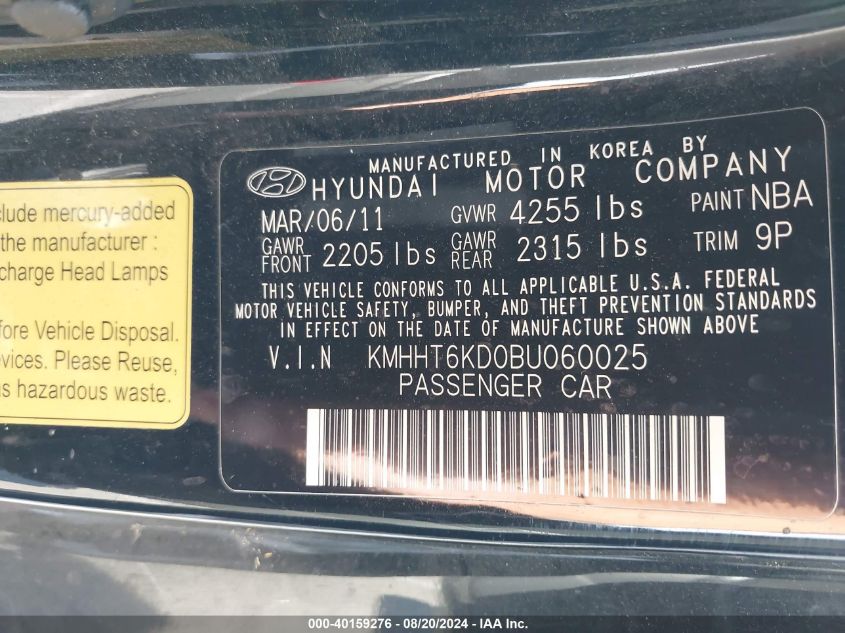 clude mercury-added
the manufacturer :
charge Head Lamps
efore Vehicle Disposal.
evices. Please Reuse,
as hazardous waste.
MANUFACTURED IN KOREA BY
HYUNDAI MOTOR COMPANY
MAR/06/11 GVWR 4255 lbs PAINT NBA
GAWR FRONT 2205 lbs GAWR REAR 2315 lbs TRIM 9P
THIS VEHICLE CONFORMS TO ALL APPLICABLE U.S.A. FEDERAL
MOTOR VEHICLE SAFETY, BUMPER, AND THEFT PREVENTION STANDARDS
IN EFFECT ON THE DATE OF MANUFACTURE SHOWN ABOVE
V.I.N KMHHT6KD0BU060025
PASSENGER CAR
000-40159276 - 08/20/2024 - IAA Inc.